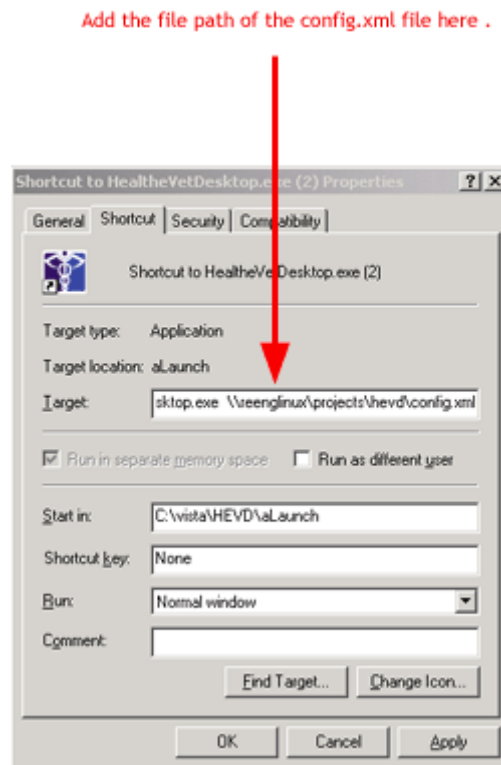 Add the file path of the config.xml file here .
Shortcut to HealtheVetDesktop.exe (2) Properties
General Shortcut Security Compatibility
Shortcut to HealtheVetDesktop.exe (2)
Target type: Application
Target location: aLaunch
Target: sktop.exe \\reenglinux\projects\hevd\config.xml
Run in separate memory space Run as different user
Start in: C:\vista\HEVD\aLaunch
Shortcut key: None
Run: Normal window
Comment:
Find Target... Change Icon...
OK Cancel Apply